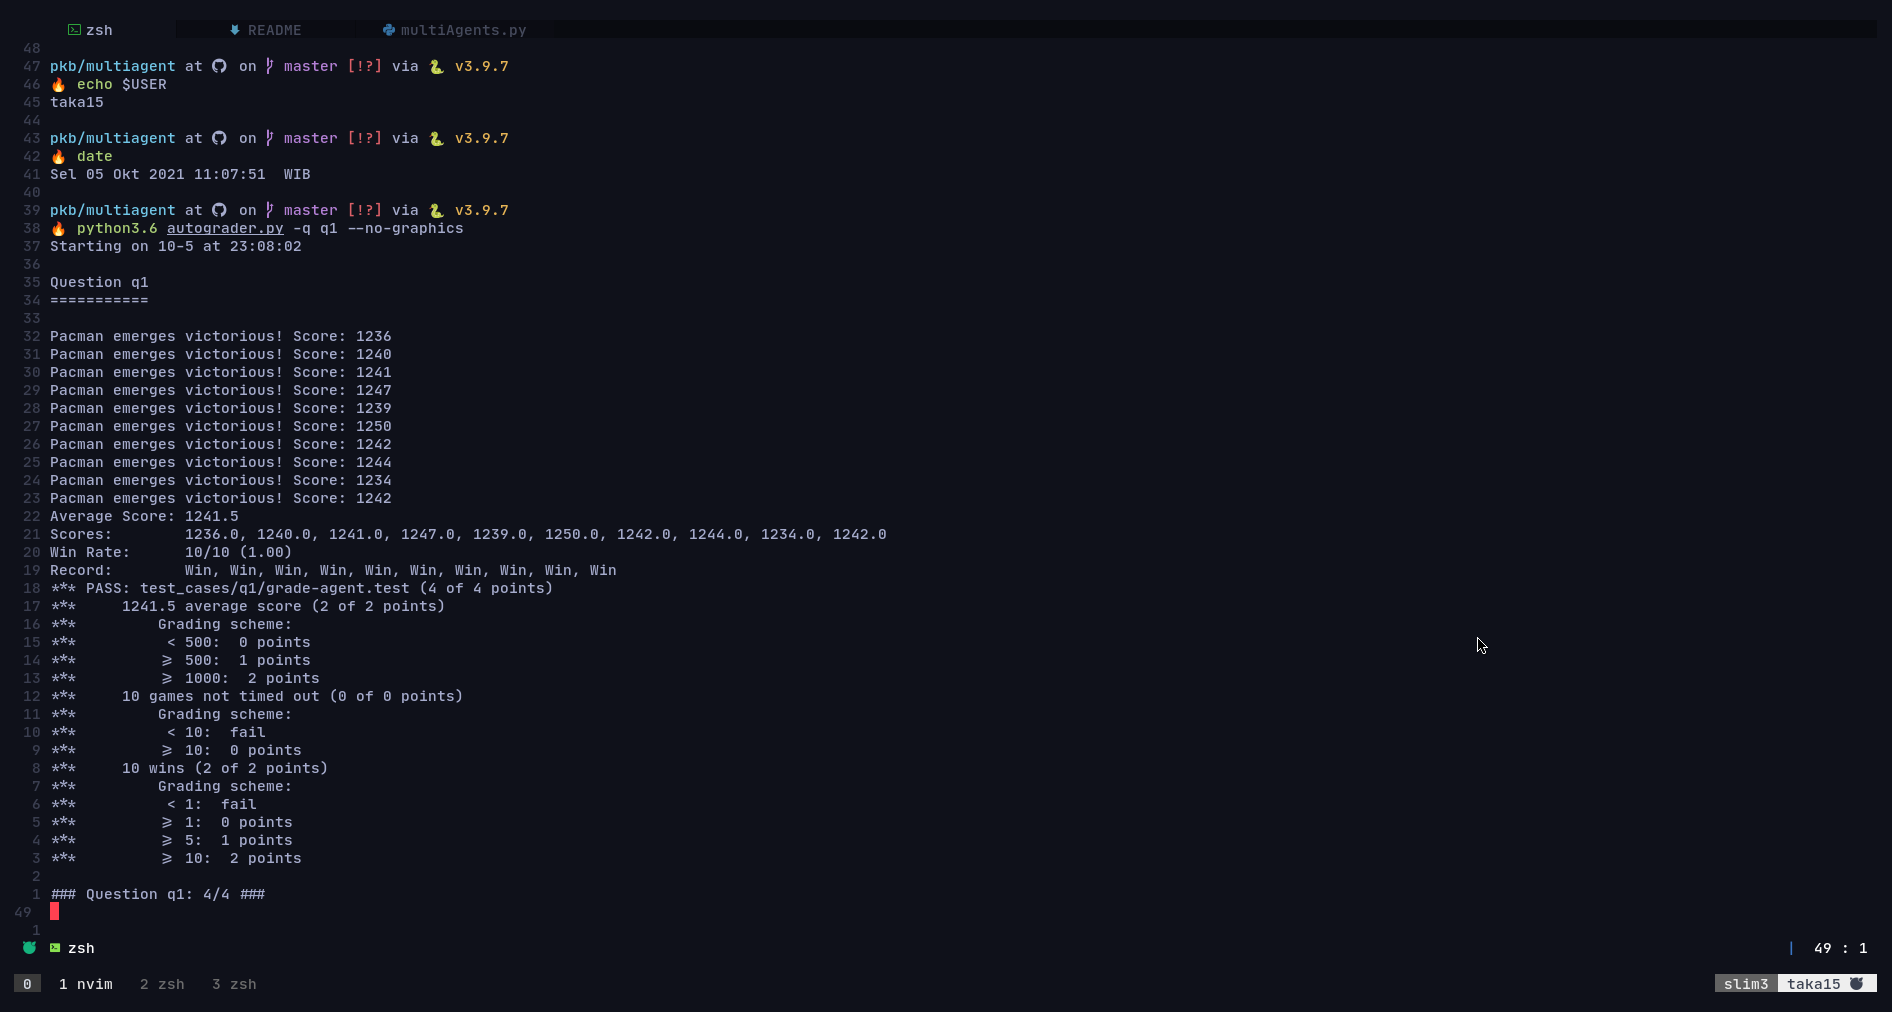 zsh README multiAgents.py
48
47 pkb/multiagent at on master [!?] via v3.9.7
46 echo $USER
45 taka15
44
43 pkb/multiagent at on master [!?] via v3.9.7
42 date
41 Sel 05 Okt 2021 11:07:51  WIB
40
39 pkb/multiagent at on master [!?] via v3.9.7
38 python3.6 autograder.py -q q1 --no-graphics
37 Starting on 10-5 at 23:08:02
36
35 Question q1
34 ===========
33
32 Pacman emerges victorious! Score: 1236
31 Pacman emerges victorious! Score: 1240
30 Pacman emerges victorious! Score: 1241
29 Pacman emerges victorious! Score: 1247
28 Pacman emerges victorious! Score: 1239
27 Pacman emerges victorious! Score: 1250
26 Pacman emerges victorious! Score: 1242
25 Pacman emerges victorious! Score: 1244
24 Pacman emerges victorious! Score: 1234
23 Pacman emerges victorious! Score: 1242
22 Average Score: 1241.5
21 Scores:        1236.0, 1240.0, 1241.0, 1247.0, 1239.0, 1250.0, 1242.0, 1244.0, 1234.0, 1242.0
20 Win Rate:      10/10 (1.00)
19 Record:        Win, Win, Win, Win, Win, Win, Win, Win, Win, Win
18 *** PASS: test_cases/q1/grade-agent.test (4 of 4 points)
17 ***     1241.5 average score (2 of 2 points)
16 ***         Grading scheme:
15 ***          < 500:  0 points
14 ***         >= 500:  1 points
13 ***         >= 1000:  2 points
12 ***     10 games not timed out (0 of 0 points)
11 ***         Grading scheme:
10 ***          < 10:  fail
9 ***         >= 10:  0 points
8 ***     10 wins (2 of 2 points)
7 ***         Grading scheme:
6 ***          < 1:  fail
5 ***         >= 1:  0 points
4 ***         >= 5:  1 points
3 ***         >= 10:  2 points
2
1 ### Question q1: 4/4 ###
49
1
zsh | 49 : 1
0 1 nvim 2 zsh 3 zsh slim3 taka15